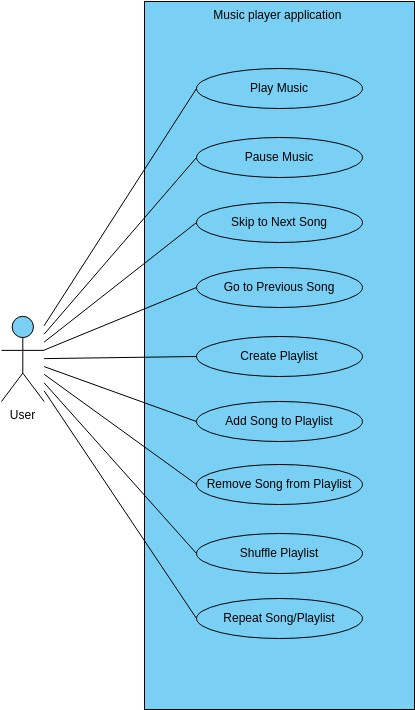 Music player application
Play Music
Pause Music
Skip to Next Song
Go to Previous Song
Create Playlist
User
Add Song to Playlist
Remove Song from Playlist
Shuffle Playlist
Repeat Song/Playlist